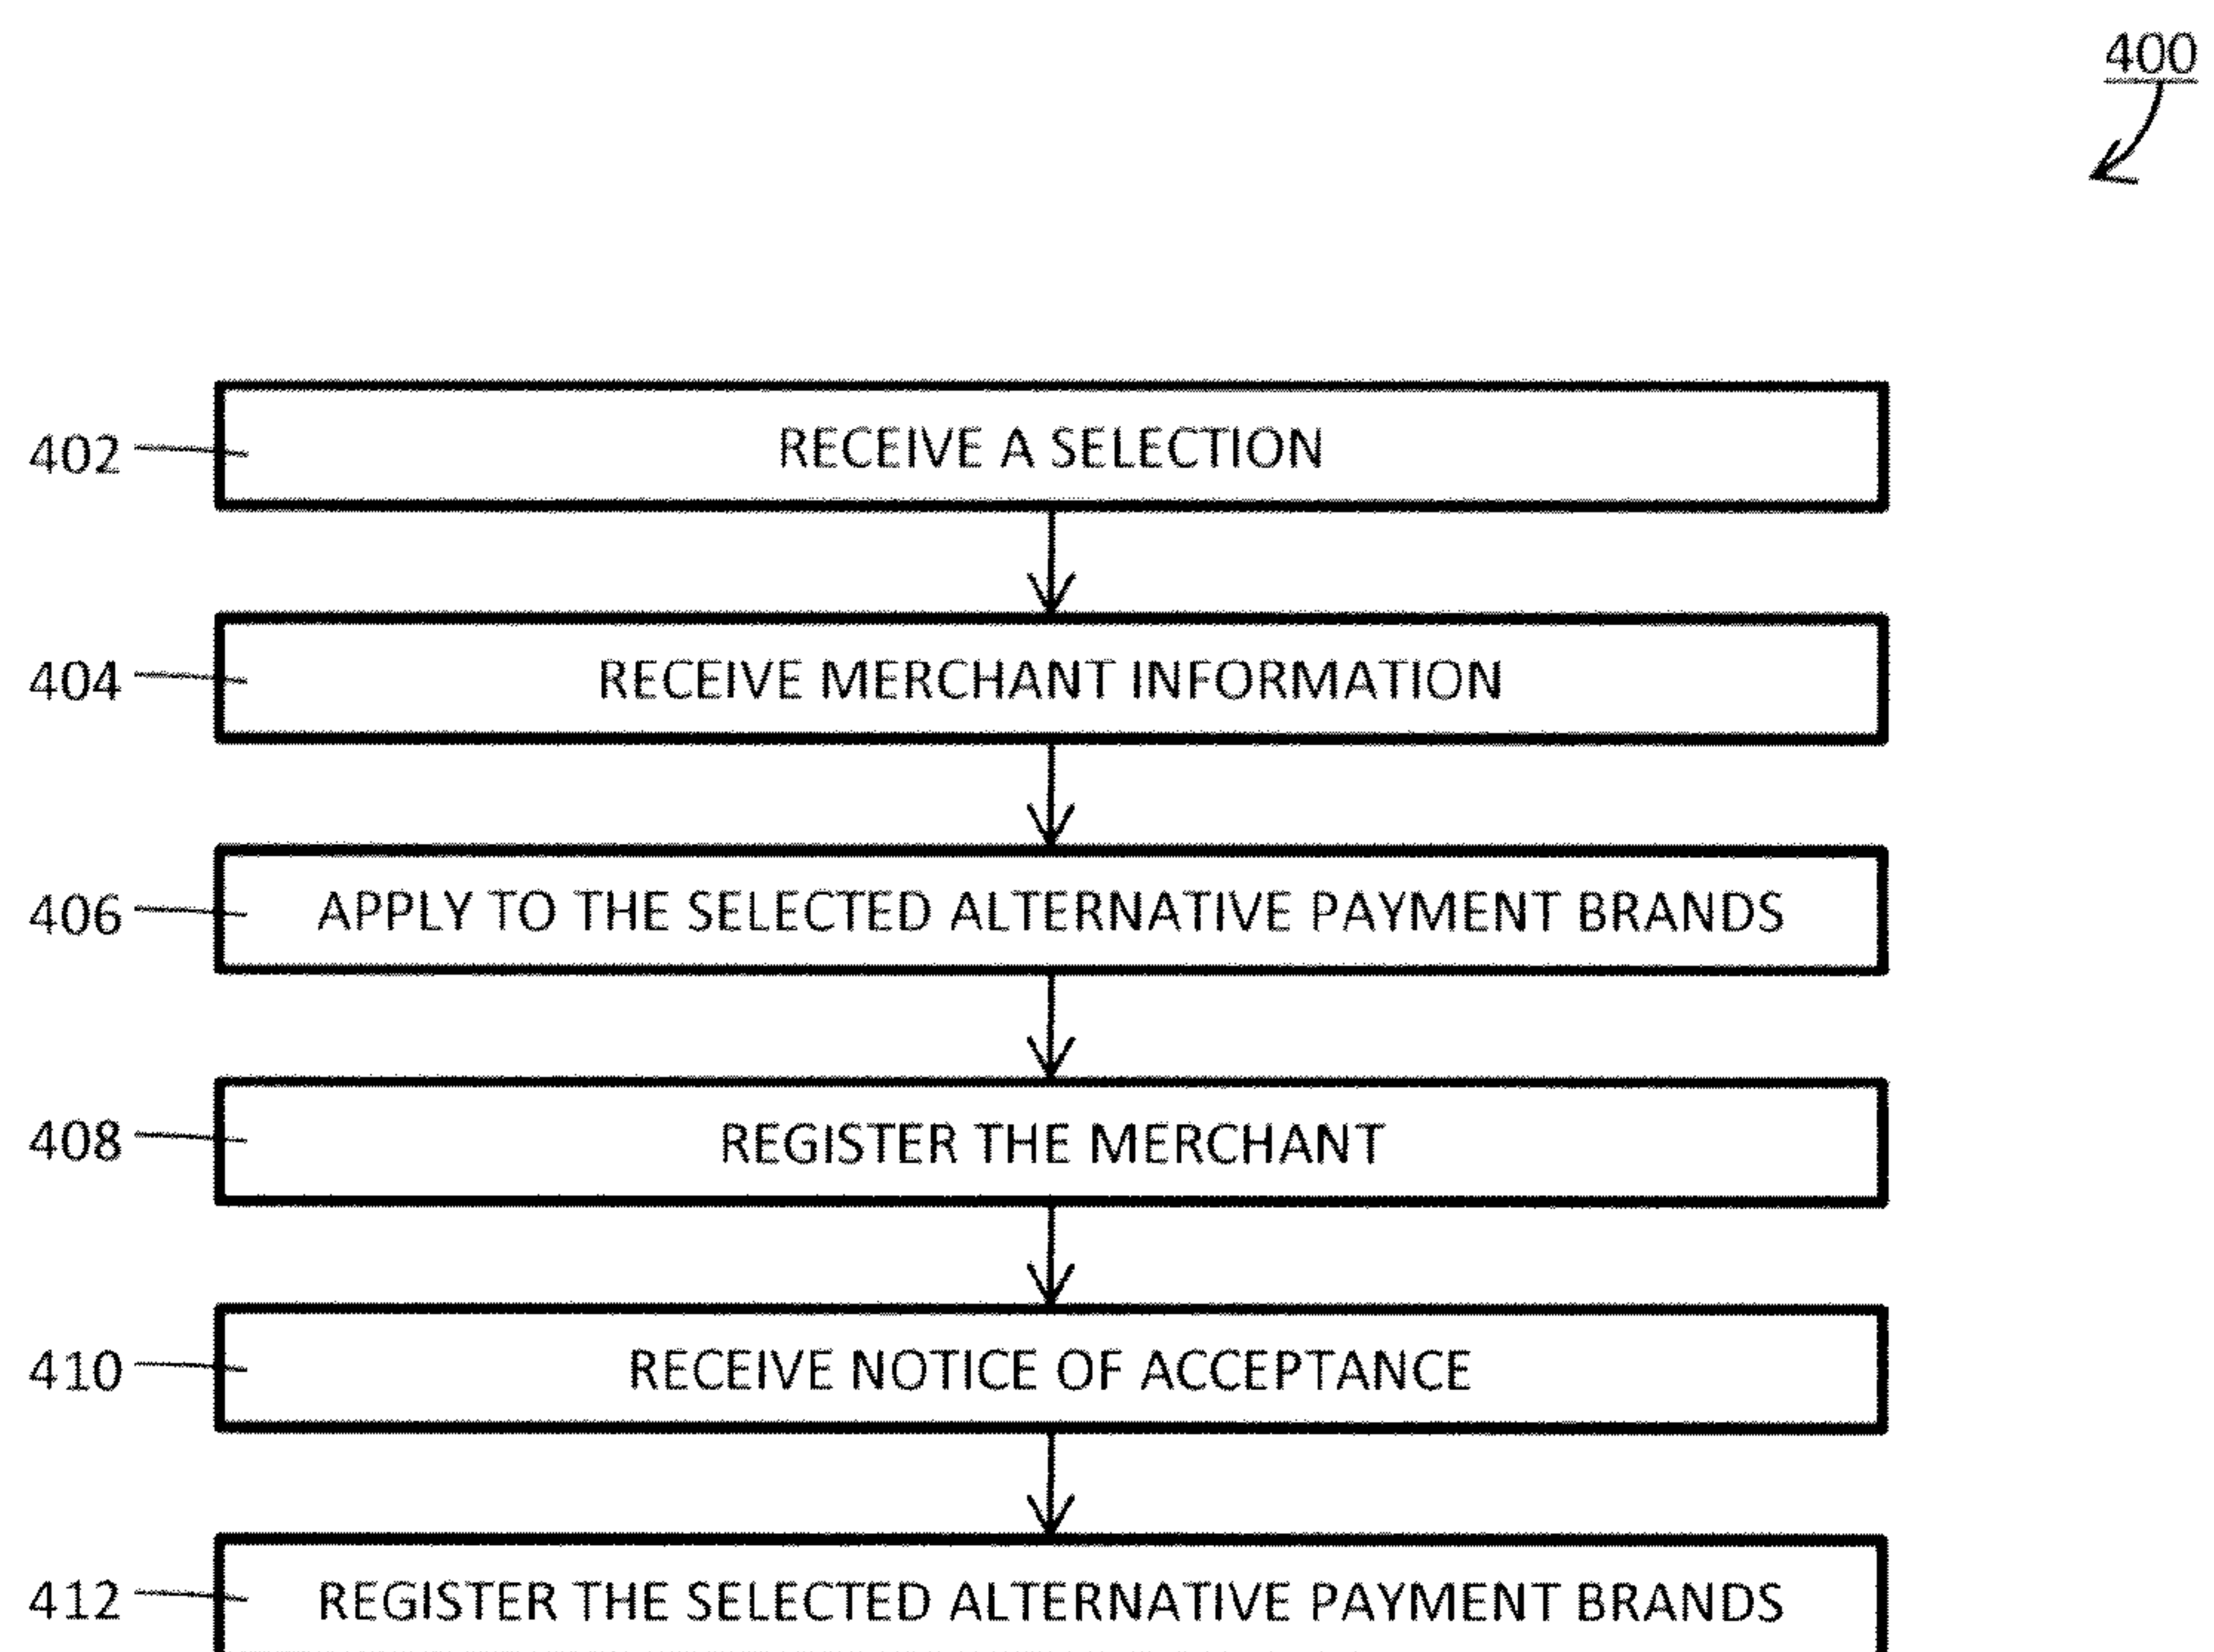 400
402 RECEIVE A SELECTION
404 RECEIVE MERCHANT INFORMATION
406 APPLY TO THE SELECTED ALTERNATIVE PAYMENT BRANDS
408 REGISTER THE MERCHANT
410 RECEIVE NOTICE OF ACCEPTANCE
412 REGISTER THE SELECTED ALTERNATIVE PAYMENT BRANDS